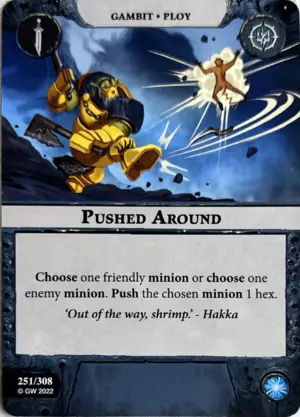 GAMBIT • PLOY
PUSHED AROUND
Choose one friendly minion or choose one
enemy minion. Push the chosen minion 1 hex.
‘Out of the way, shrimp.’ - Hakka
251/308
© GW 2022